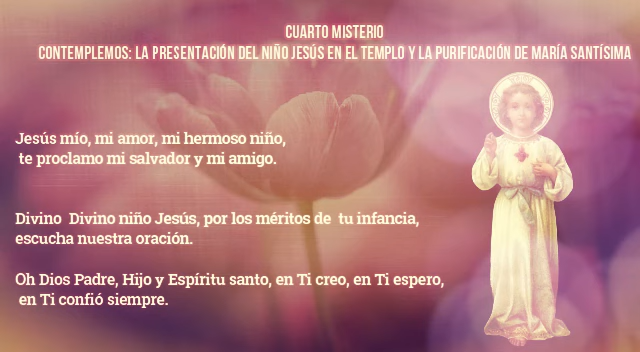 CUARTO MISTERIO
CONTEMPLEMOS: LA PRESENTACIÓN DEL NIÑO JESÚS EN EL TEMPLO Y LA PURIFICACIÓN DE MARÍA SANTÍSIMA
Jesús mío, mi amor, mi hermoso niño,
te proclamo mi salvador y mi amigo.
Divino Divino niño Jesús, por los méritos de tu infancia,
escucha nuestra oración.
Oh Dios Padre, Hijo y Espíritu santo, en Ti creo, en Ti espero,
en Ti confió siempre.